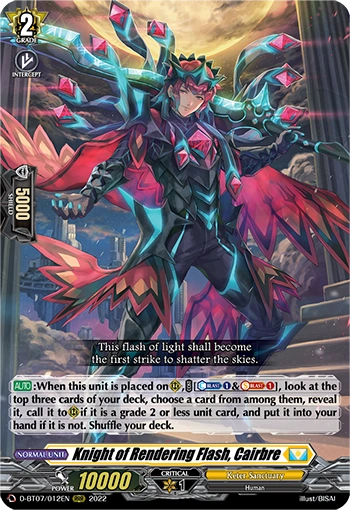 2
GRADE
INTERCEPT
5000
SHIELD
This flash of light shall become
the first strike to shatter the skies.
AUTO:When this unit is placed on R, COST[COUNTER BLAST 1 & SOUL BLAST 1], look at the
top three cards of your deck, choose a card from among them, reveal
it, call it to R if it is a grade 2 or less unit card, and put it into your
hand if it is not. Shuffle your deck.
NORMAL UNIT
Knight of Rendering Flash, Cairbre
POWER 10000
CRITICAL
1
Keter Sanctuary
Human
D-BT07/012EN RRR 2022
illust/BISAI